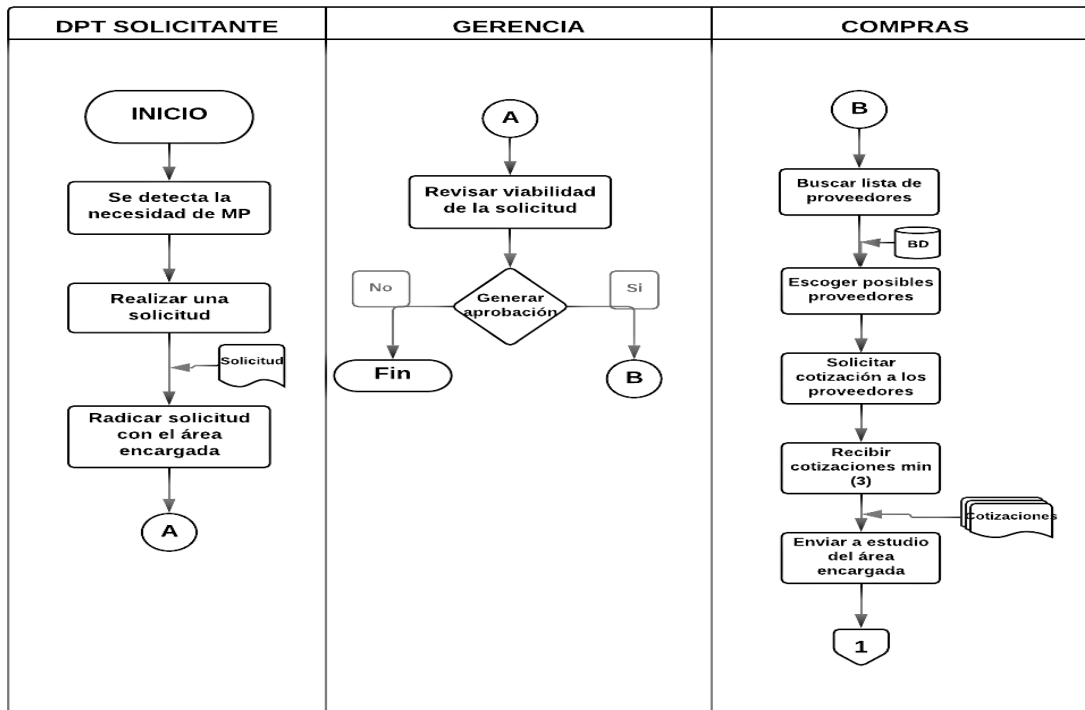 DPT SOLICITANTE
INICIO
Se detecta la
necesidad de MP
Realizar una
solicitud
Solicitud
Radicar solicitud
con el área
encargada
A
GERENCIA
A
Revisar viabilidad
de la solicitud
Generar
aprobación
No
Si
Fin
B
COMPRAS
B
Buscar lista de
proveedores
BD
Escoger posibles
proveedores
Solicitar
cotización a los
proveedores
Recibir
cotizaciones min
(3)
Cotizaciones
Enviar a estudio
del área
encargada
1